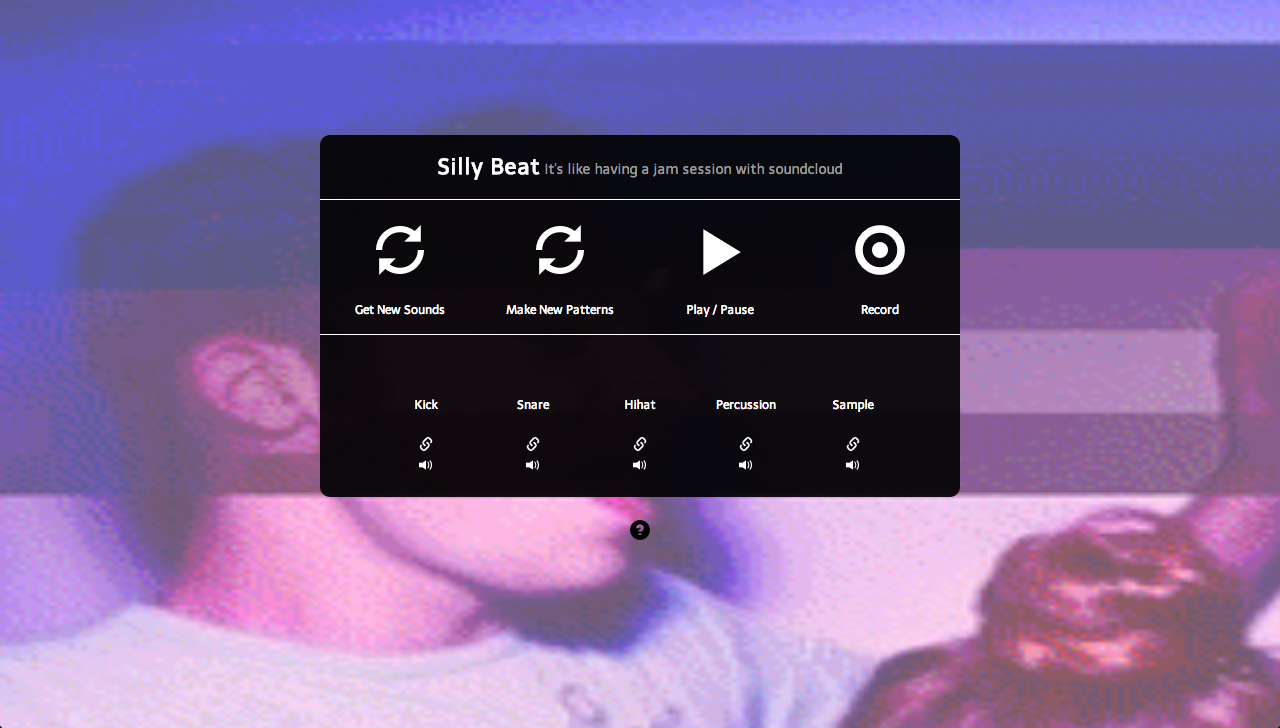 Silly Beat It's like having a jam session with soundcloud
Get New Sounds Make New Patterns Play / Pause Record
Kick Snare Hihat Percussion Sample
?